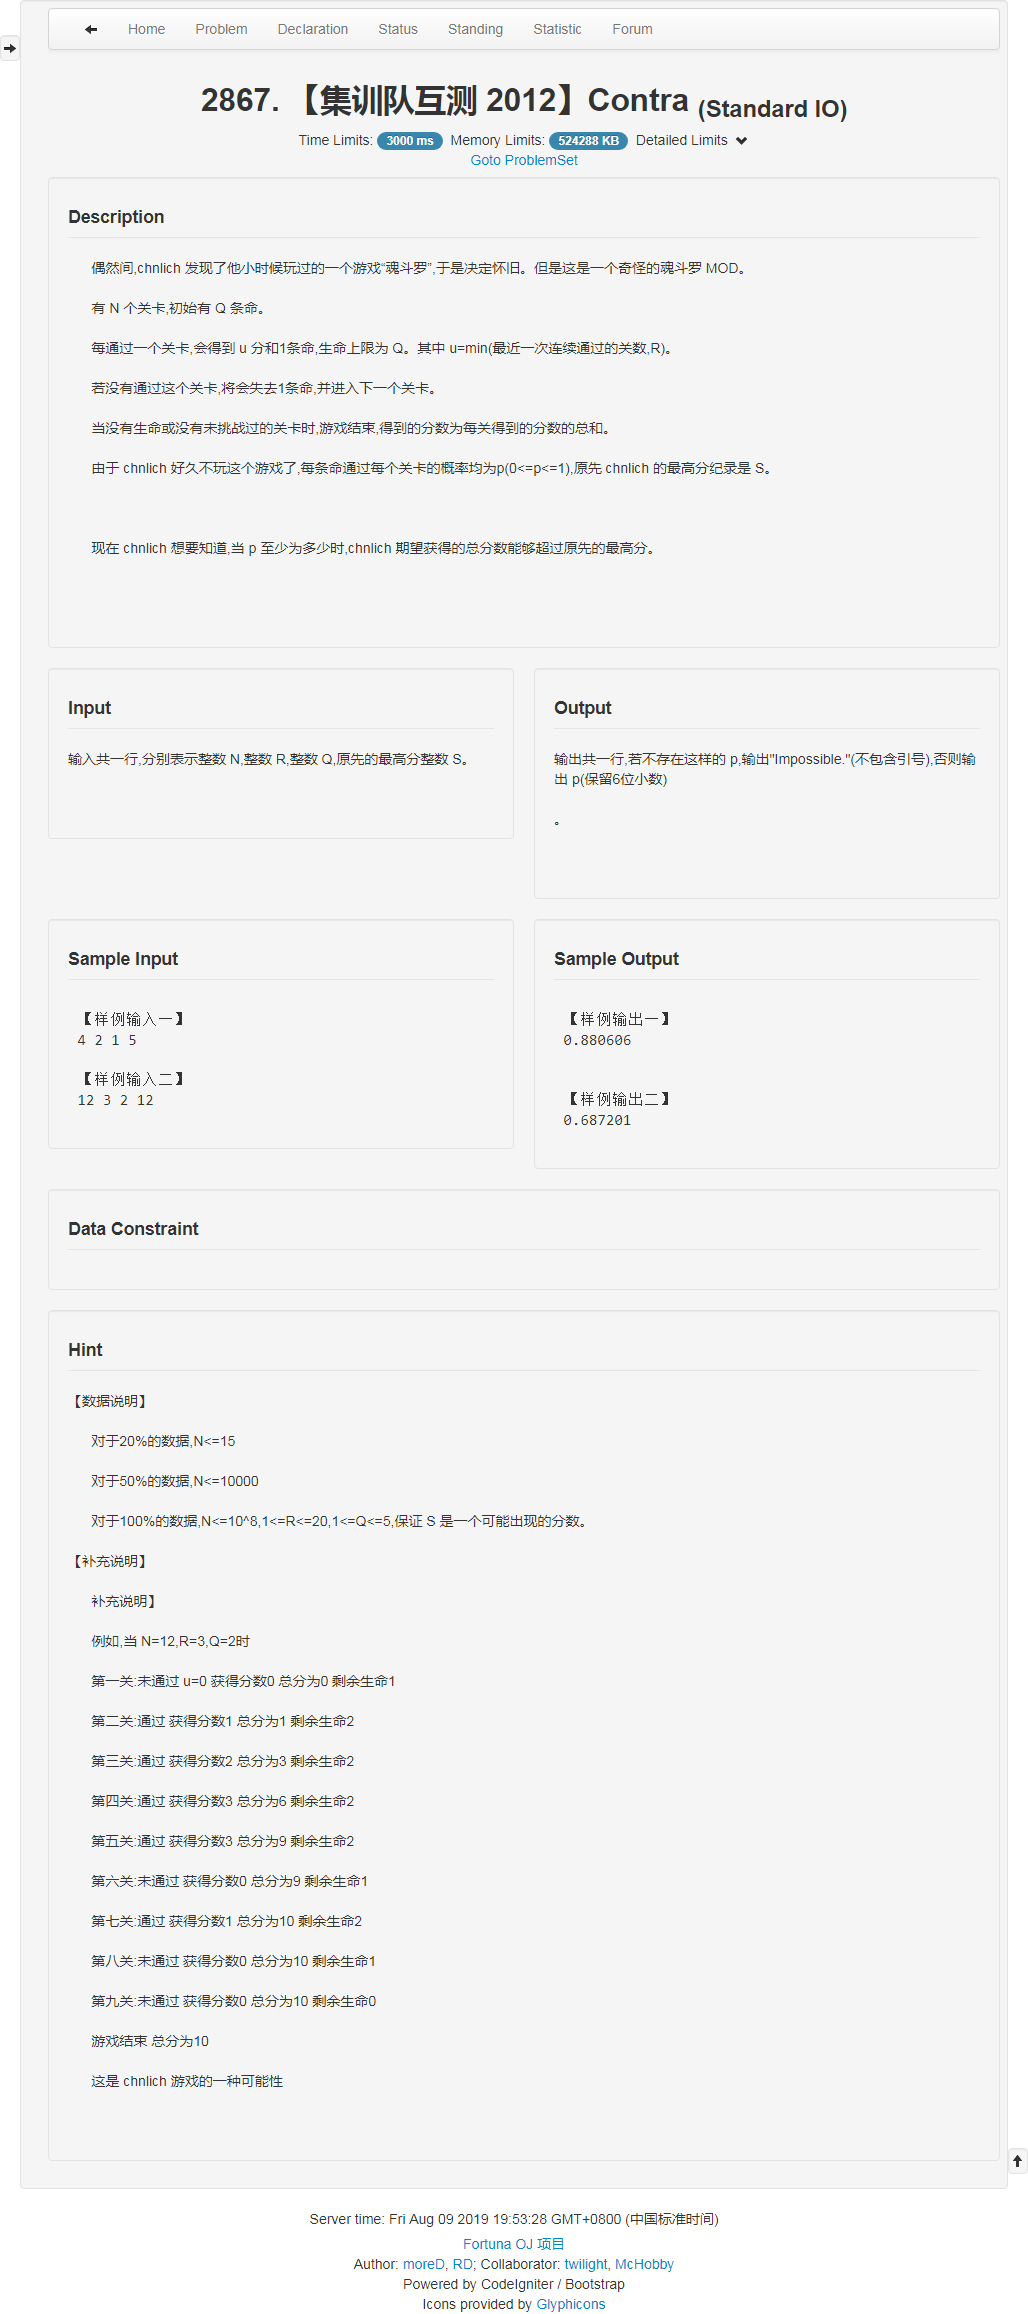 Home Problem Declaration Status Standing Statistic Forum
2867. 【集训队互测 2012】Contra (Standard IO)
Time Limits: 3000 ms Memory Limits: 524288 KB Detailed Limits
Goto ProblemSet
Description
偶然间,chnlich 发现了他小时候玩过的一个游戏“魂斗罗”,于是决定怀旧。但是这是一个奇怪的魂斗罗 MOD。
有 N 个关卡,初始有 Q 条命。
每通过一个关卡,会得到 u 分和1条命,生命上限为 Q。其中 u=min(最近一次连续通过的关数,R)。
若没有通过这个关卡,将会失去1条命,并进入下一个关卡。
当没有生命或没有未挑战过的关卡时,游戏结束,得到的分数为每关得到的分数的总和。
由于 chnlich 好久不玩这个游戏了,每条命通过每个关卡的概率均为p(0<=p<=1),原先 chnlich 的最高分纪录是 S。
现在 chnlich 想要知道,当 p 至少为多少时,chnlich 期望获得的总分数能够超过原先的最高分。
Input
输入共一行,分别表示整数 N,整数 R,整数 Q,原先的最高分整数 S。
Output
输出共一行,若不存在这样的 p,输出"Impossible."(不包含引号),否则输
出 p(保留6位小数)
。
Sample Input
【样例输入一】
4 2 1 5
【样例输入二】
12 3 2 12
Sample Output
【样例输出一】
0.880606
【样例输出二】
0.687201
Data Constraint
Hint
【数据说明】
对于20%的数据,N<=15
对于50%的数据,N<=10000
对于100%的数据,N<=10^8,1<=R<=20,1<=Q<=5,保证 S 是一个可能出现的分数。
【补充说明】
补充说明】
例如,当 N=12,R=3,Q=2时
第一关:未通过 u=0 获得分数0 总分为0 剩余生命1
第二关:通过 获得分数1 总分为1 剩余生命2
第三关:通过 获得分数2 总分为3 剩余生命2
第四关:通过 获得分数3 总分为6 剩余生命2
第五关:通过 获得分数3 总分为9 剩余生命2
第六关:未通过 获得分数0 总分为9 剩余生命1
第七关:通过 获得分数1 总分为10 剩余生命2
第八关:未通过 获得分数0 总分为10 剩余生命1
第九关:未通过 获得分数0 总分为10 剩余生命0
游戏结束 总分为10
这是 chnlich 游戏的一种可能性
Server time: Fri Aug 09 2019 19:53:28 GMT+0800 (中国标准时间)
Fortuna OJ 项目
Author: moreD, RD; Collaborator: twilight, McHobby
Powered by CodeIgniter / Bootstrap
Icons provided by Glyphicons